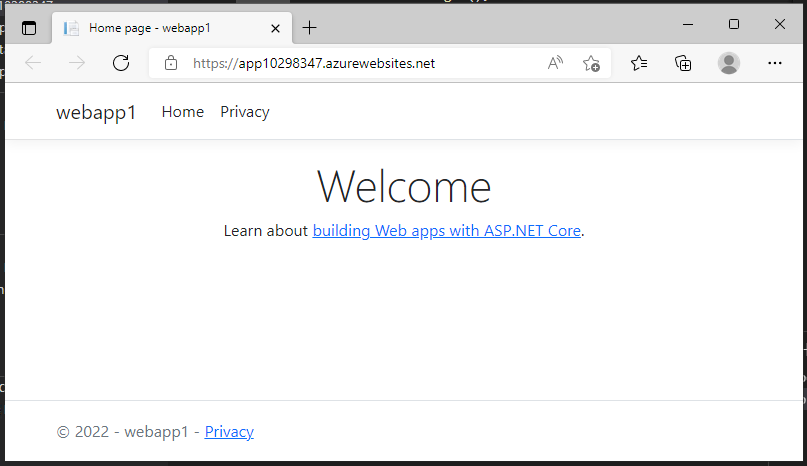 Home page - webapp1
https://app10298347.azurewebsites.net
webapp1 Home Privacy
Welcome
Learn about building Web apps with ASP.NET Core.
© 2022 - webapp1 - Privacy